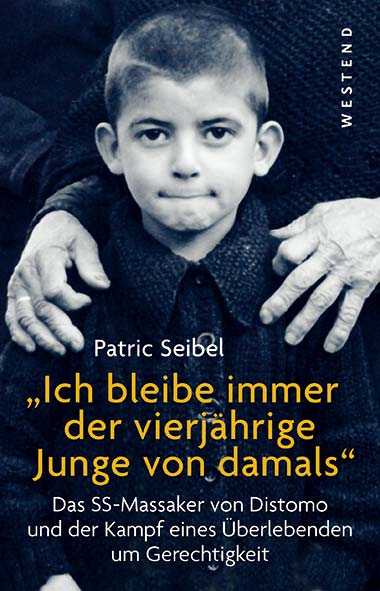 WESTEND
Patric Seibel
„Ich bleibe immer
der vierjährige
Junge von damals“
Das SS-Massaker von Distomo
und der Kampf eines Überlebenden
um Gerechtigkeit